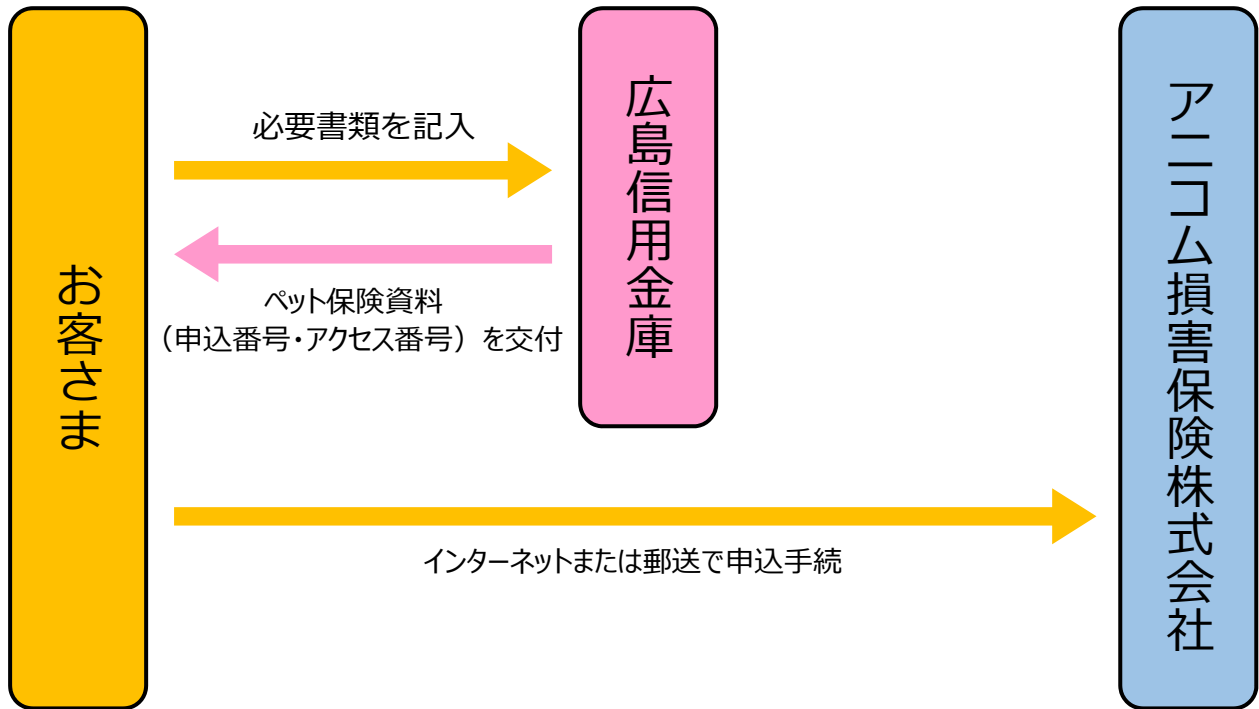 お客さま
必要書類を記入
ペット保険資料
（申込番号・アクセス番号）を交付
広島信用金庫
インターネットまたは郵送で申込手続
アニコム損害保険株式会社